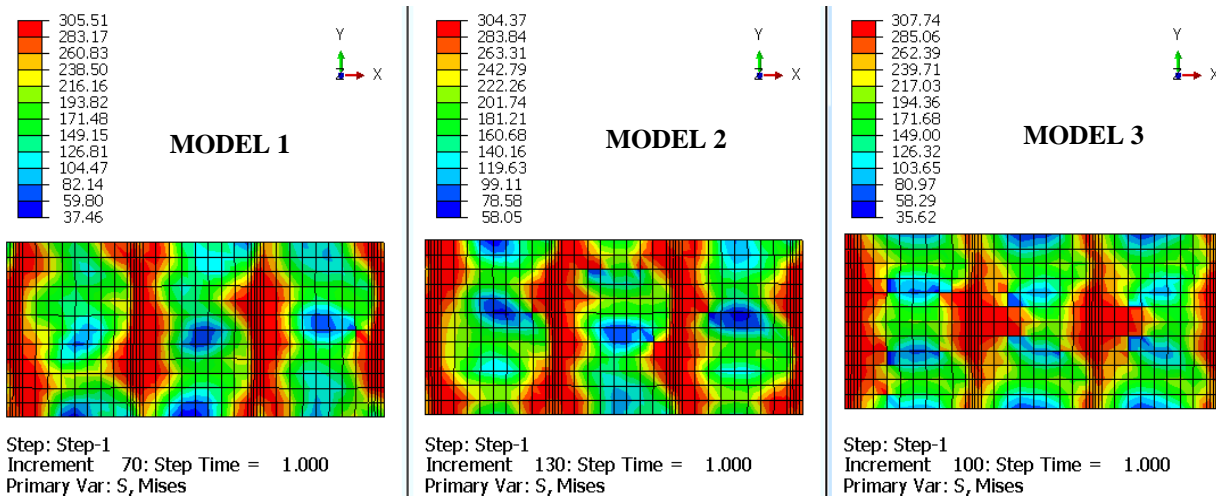 305.51
283.17
260.83
238.50
216.16
193.82
171.48
149.15
126.81
104.47
82.14
59.80
37.46
Y
Z X
MODEL 1
Step: Step-1
Increment 70: Step Time = 1.000
Primary Var: S, Mises
304.37
283.84
263.31
242.79
222.26
201.74
181.21
160.68
140.16
119.63
99.11
78.58
58.05
Y
Z X
MODEL 2
Step: Step-1
Increment 130: Step Time = 1.000
Primary Var: S, Mises
307.74
285.06
262.39
239.71
217.03
194.36
171.68
149.00
126.32
103.65
80.97
58.29
35.62
Y
Z X
MODEL 3
Step: Step-1
Increment 100: Step Time = 1.000
Primary Var: S, Mises